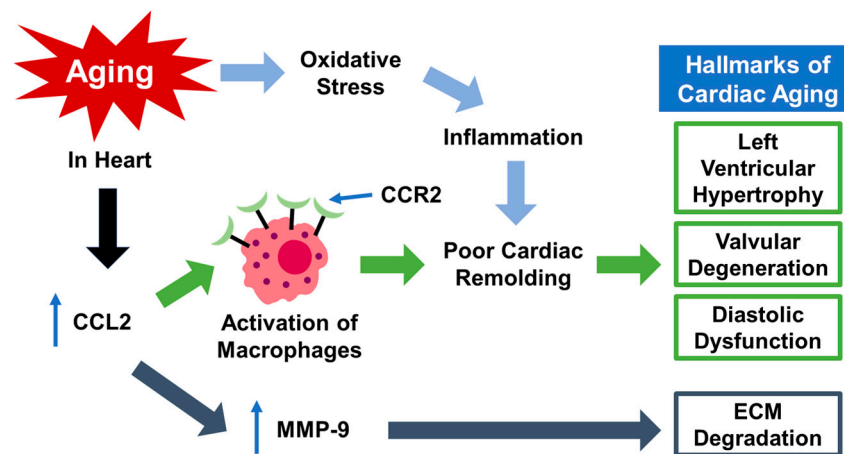 Aging
In Heart
Oxidative
Stress
Inflammation
CCR2
CCL2
Activation of
Macrophages
Poor Cardiac
Remolding
MMP-9
Hallmarks of
Cardiac Aging
Left
Ventricular
Hypertrophy
Valvular
Degeneration
Diastolic
Dysfunction
ECM
Degradation